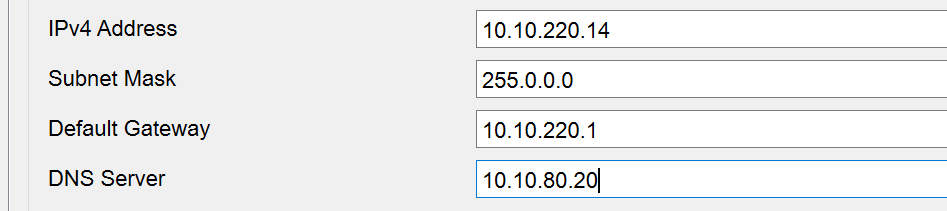 IPv4 Address 10.10.220.14
Subnet Mask 255.0.0.0
Default Gateway 10.10.220.1
DNS Server 10.10.80.20